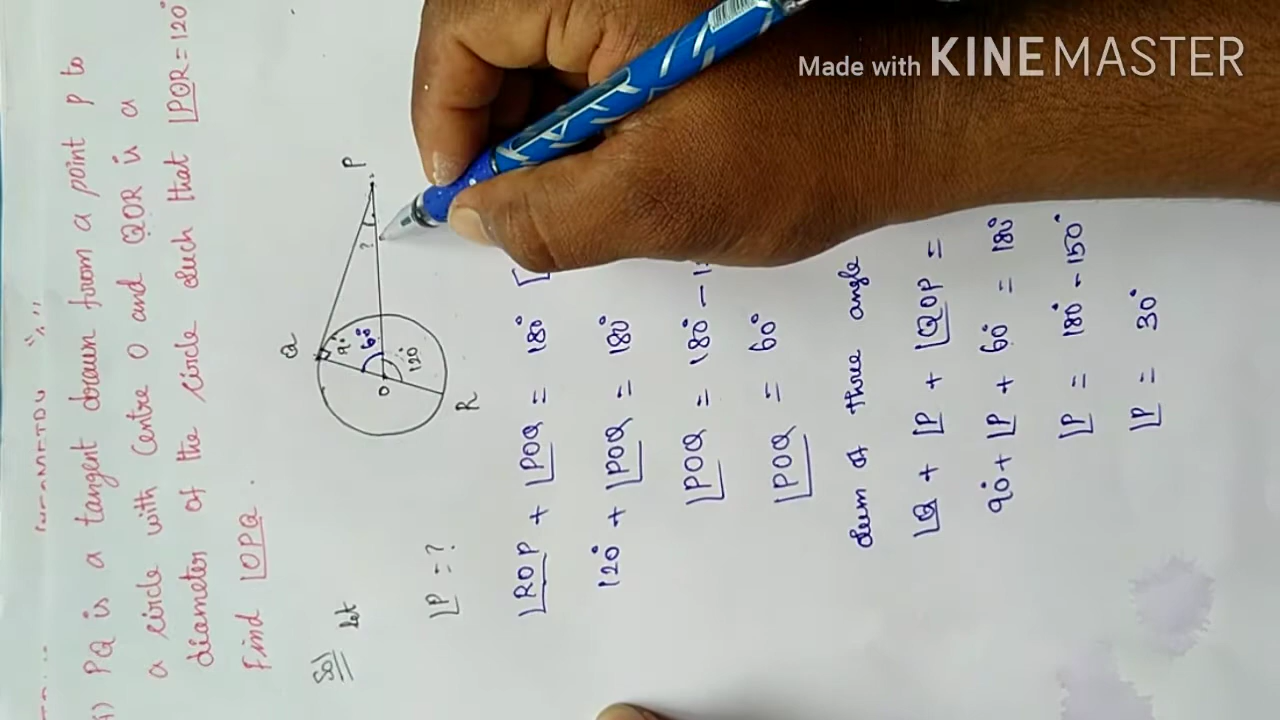 i) PQ is a tangent drawn from a point P to
a circle with Centre O and QOR is a
diameter of the circle such that ∠POR = 120°
Find ∠OPQ.
Sol
let
∠P = ?
Q
P
O
R
?
90°
60°
120°
∠ROP + ∠POQ = 180° [
120° + ∠POQ = 180°
∠POQ = 180° - 1
∠POQ = 60°
Sum of three angle
∠Q + ∠P + ∠QOP =
90° + ∠P + 60° = 180°
∠P = 180° - 150°
∠P = 30°
Made with KINEMASTER